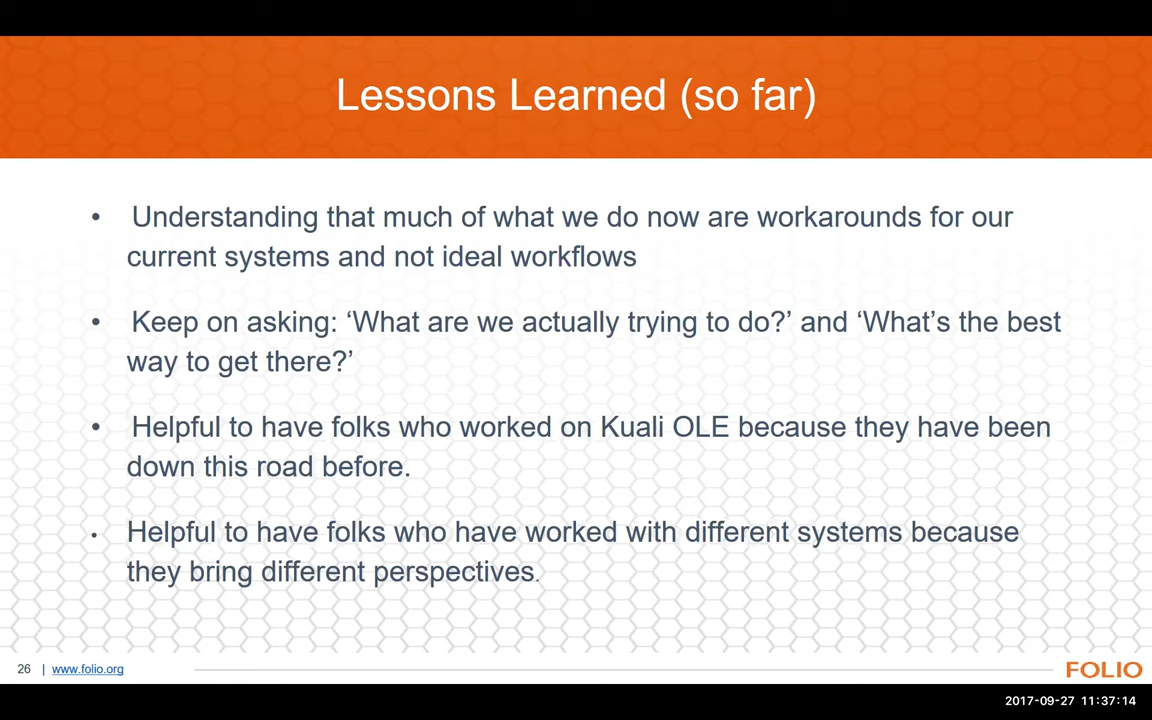 Lessons Learned (so far)
• Understanding that much of what we do now are workarounds for our
current systems and not ideal workflows
• Keep on asking: ‘What are we actually trying to do?’ and ‘What’s the best
way to get there?’
• Helpful to have folks who worked on Kuali OLE because they have been
down this road before.
• Helpful to have folks who have worked with different systems because
they bring different perspectives.
26 | www.folio.org
FOLIO
2017-09-27 11:37:14